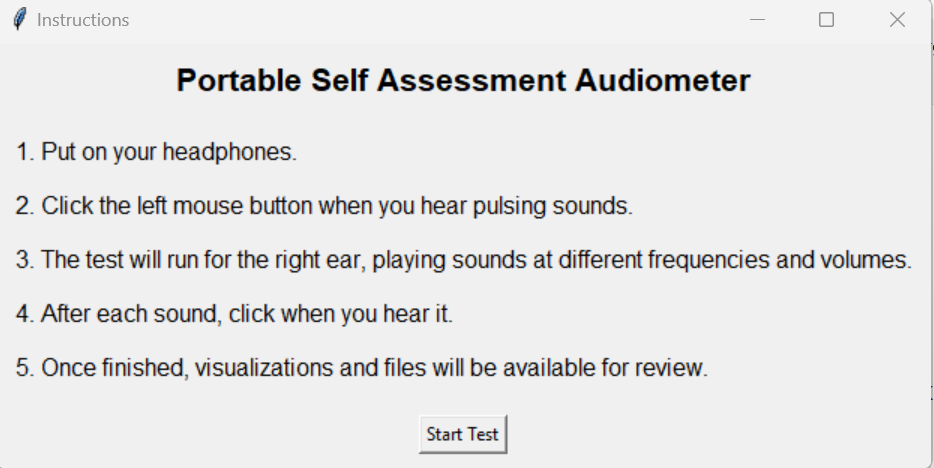 Instructions
Portable Self Assessment Audiometer
1. Put on your headphones.
2. Click the left mouse button when you hear pulsing sounds.
3. The test will run for the right ear, playing sounds at different frequencies and volumes.
4. After each sound, click when you hear it.
5. Once finished, visualizations and files will be available for review.
Start Test